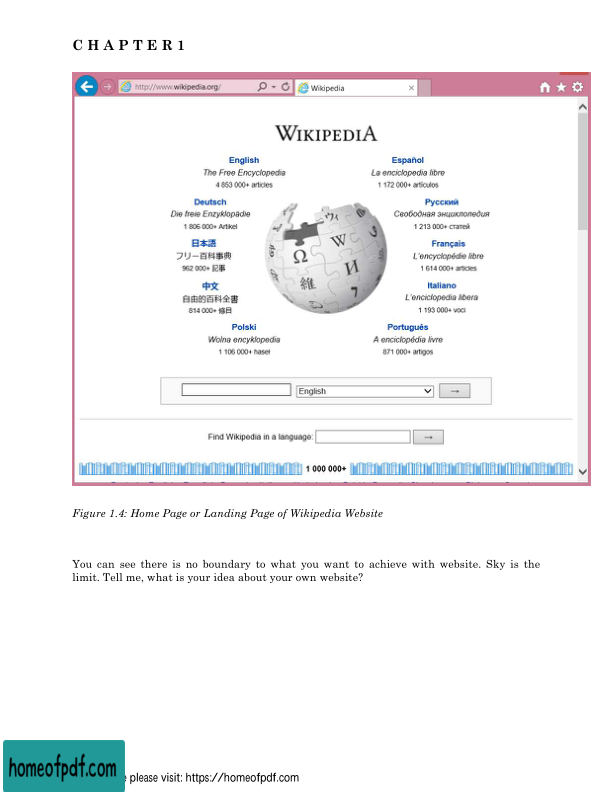 CHAPTER1
http://www.wikipedia.org/
Wikipedia
WIKIPEDIA
English
The Free Encyclopedia
4 853 000+ articles
Español
La enciclopedia libre
1 172 000+ artículos
Deutsch
Die freie Enzyklopädie
1 806 000+ Artikel
Русский
Свободная энциклопедия
1 213 000+ статей
日本語
フリー百科事典
962 000+ 記事
Français
L'encyclopédie libre
1 614 000+ articles
中文
自由的百科全書
814 000+ 條目
Italiano
L'enciclopedia libera
1 193 000+ voci
Polski
Wolna encyklopedia
1 106 000+ haseł
Português
A enciclopédia livre
871 000+ artigos
Ω W И 維
English
Find Wikipedia in a language:
1 000 000+
Figure 1.4: Home Page or Landing Page of Wikipedia Website
You can see there is no boundary to what you want to achieve with website. Sky is the
limit. Tell me, what is your idea about your own website?
homeofpdf.com
please visit: https://homeofpdf.com